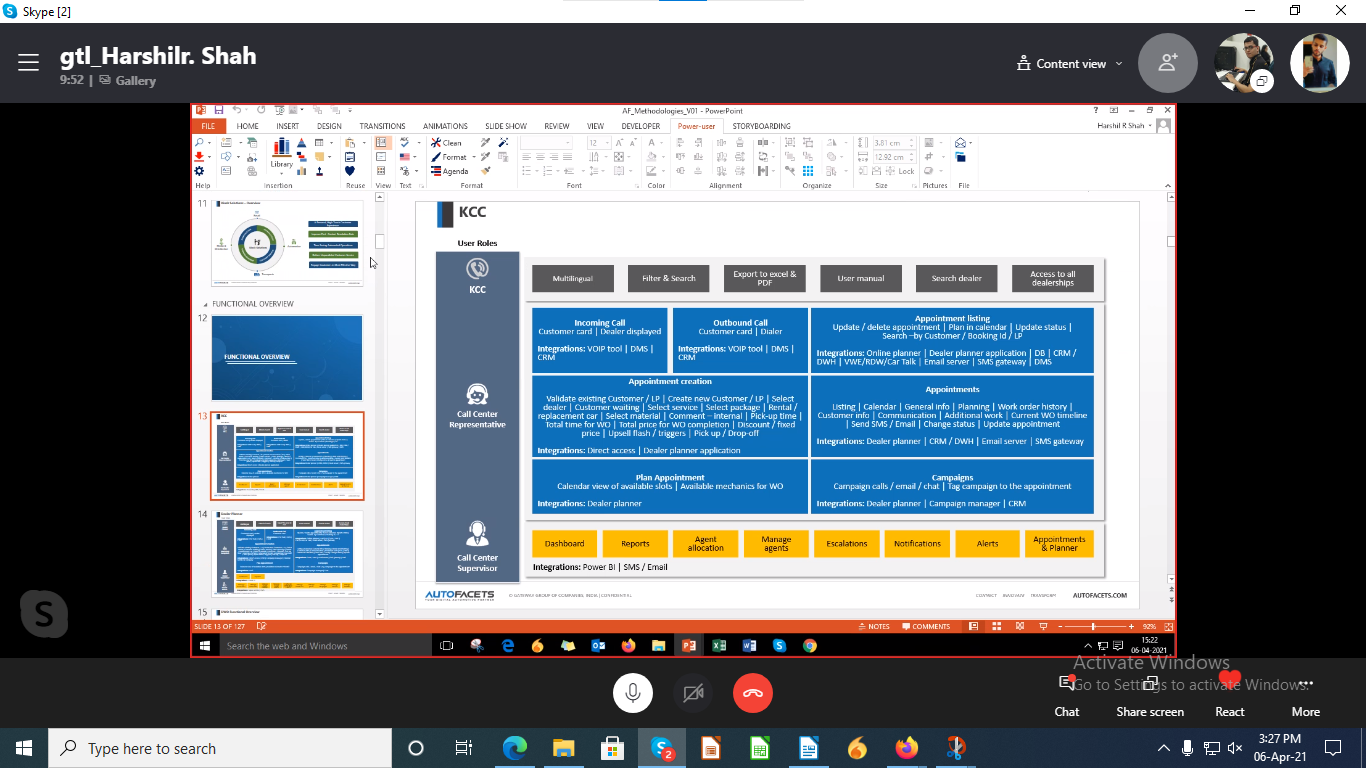 Skype [2]
gtl_Harshilr. Shah
9:52 | Gallery
Content view
AF_Methodologies_V01 - PowerPoint
FILE HOME INSERT DESIGN TRANSITIONS ANIMATIONS SLIDE SHOW REVIEW VIEW DEVELOPER Power-user STORYBOARDING
Harshil R.Shah
Clean
Format
Agenda
Library
12
3.81 cm
12.92 cm
Lock
Help Insertion Reuse View Text Format Font Color Alignment Organize Size Pictures File
11
FUNCTIONAL OVERVIEW
12
FUNCTIONAL OVERVIEW
13
14
15
KCC
User Roles
KCC
Multilingual
Filter & Search
Export to excel &
PDF
User manual
Search dealer
Access to all
dealerships
Call Center
Representative
Incoming Call
Customer card | Dealer displayed
Integrations: VOIP tool | DMS |
CRM
Outbound Call
Customer card | Dialer
Integrations: VOIP tool | DMS |
CRM
Appointment listing
Update / delete appointment | Plan in calendar | Update status |
Search –by Customer / Booking id / LP
Integrations: Online planner | Dealer planner application | DB | CRM /
DWH | VWE/RDW/Car Talk | Email server | SMS gateway | DMS
Appointment creation
Validate existing Customer / LP | Create new Customer / LP | Select
dealer | Customer waiting | Select service | Select package | Rental /
replacement car | Select material | Comment – internal | Pick-up time |
Total time for WO | Total price for WO completion | Discount / fixed
price | Upsell flash / triggers | Pick up / Drop-off
Integrations: Direct access | Dealer planner application
Appointments
Listing | Calendar | General info | Planning | Work order history |
Customer info | Communication | Additional work | Current WO timeline
| Send SMS / Email | Change status | Update appointment
Integrations: Dealer planner | CRM / DWH | Email server | SMS gateway
Plan Appointment
Calendar view of available slots | Available mechanics for WO
Integrations: Dealer planner
Campaigns
Campaign calls / email / chat | Tag campaign to the appointment
Integrations: Dealer planner | Campaign manager | CRM
Call Center
Supervisor
Dashboard
Reports
Agent
allocation
Manage
agents
Escalations
Notifications
Alerts
Appointments
& Planner
Integrations: Power BI | SMS / Email
AUTOFACETS
AUTOFACETS.COM
SLIDE 13 OF 127
NOTES
COMMENTS
92%
Search the web and Windows
15:22
06-04-2021
Activate Windows
Go to Settings to activate Windows.
Chat
Share screen
React
More
Type here to search
2
3:27 PM
06-Apr-21